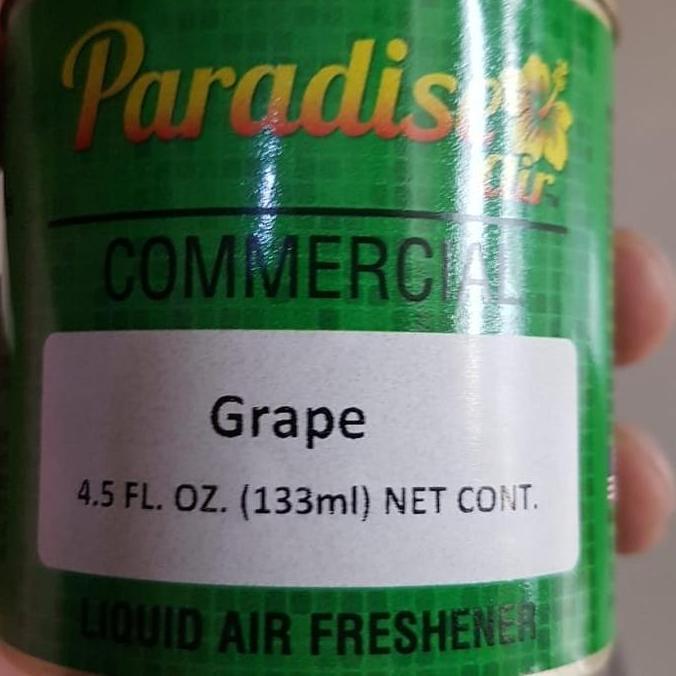 Paradise
Air
COMMERCIAL
Grape
4.5 FL. OZ. (133ml) NET CONT.
LIQUID AIR FRESHENER